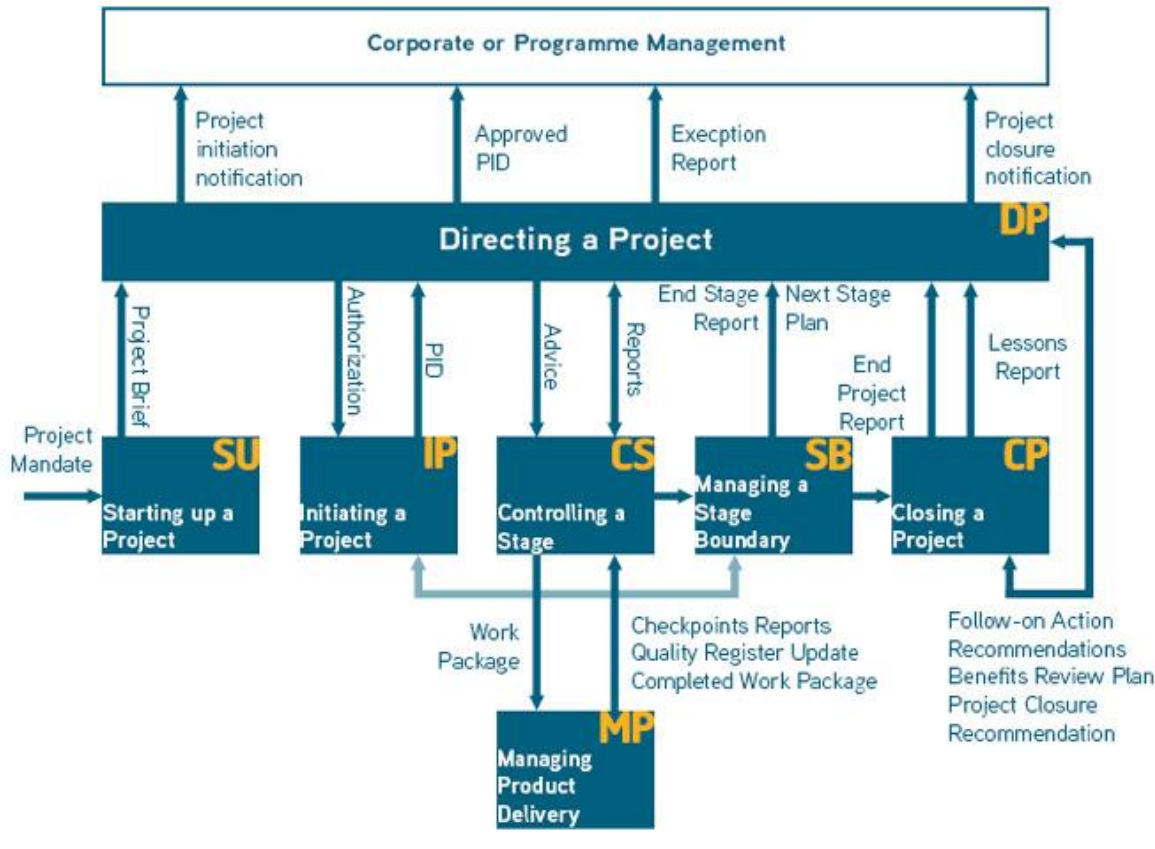 Corporate or Programme Management
Project
initiation
notification
Approved
PID
Execption
Report
Project
closure
notification
DP
Directing a Project
Project Brief
Authorization
PID
Advice
Reports
End Stage
Report
Next Stage
Plan
End
Project
Report
Lessons
Report
Project
Mandate
SU
Starting up a
Project
IP
Initiating a
Project
CS
Controlling a
Stage
SB
Managing a
Stage
Boundary
CP
Closing a
Project
Work
Package
Checkpoints Reports
Quality Register Update
Completed Work Package
Follow-on Action
Recommendations
Benefits Review Plan
Project Closure
Recommendation
MP
Managing
Product
Delivery